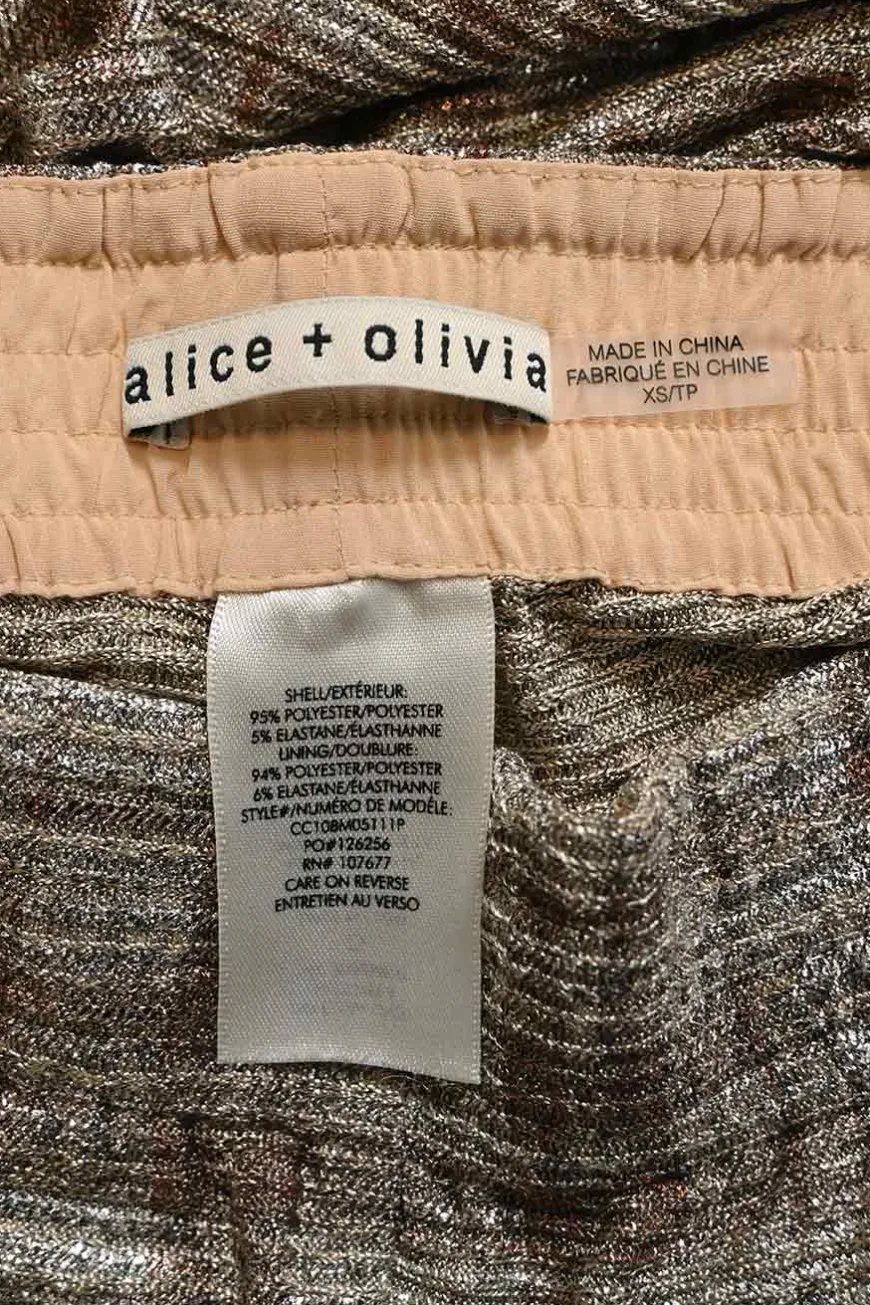 alice + olivia
MADE IN CHINA
FABRIQUÉ EN CHINE
XS/TP
SHELL/EXTÉRIEUR:
95% POLYESTER/POLYESTER
5% ELASTANE/ÉLASTHANNE
LINING/DOUBLURE:
94% POLYESTER/POLYESTER
6% ELASTANE/ÉLASTHANNE
STYLE#/NUMÉRO DE MODÉLE:
CC108M05111P
PO#126256
RN# 107677
CARE ON REVERSE
ENTRETIEN AU VERSO